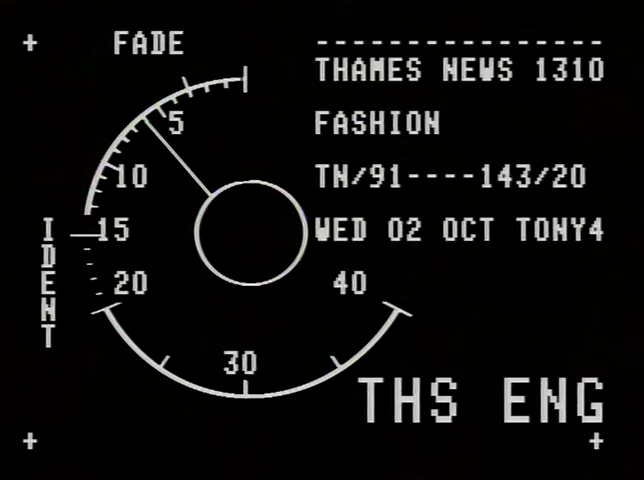 FADE
----------------
THAMES NEWS 1310
FASHION
TN/91----143/20
WED 02 OCT TONY4
5
10
15
20
30
40
IDENT
THS ENG